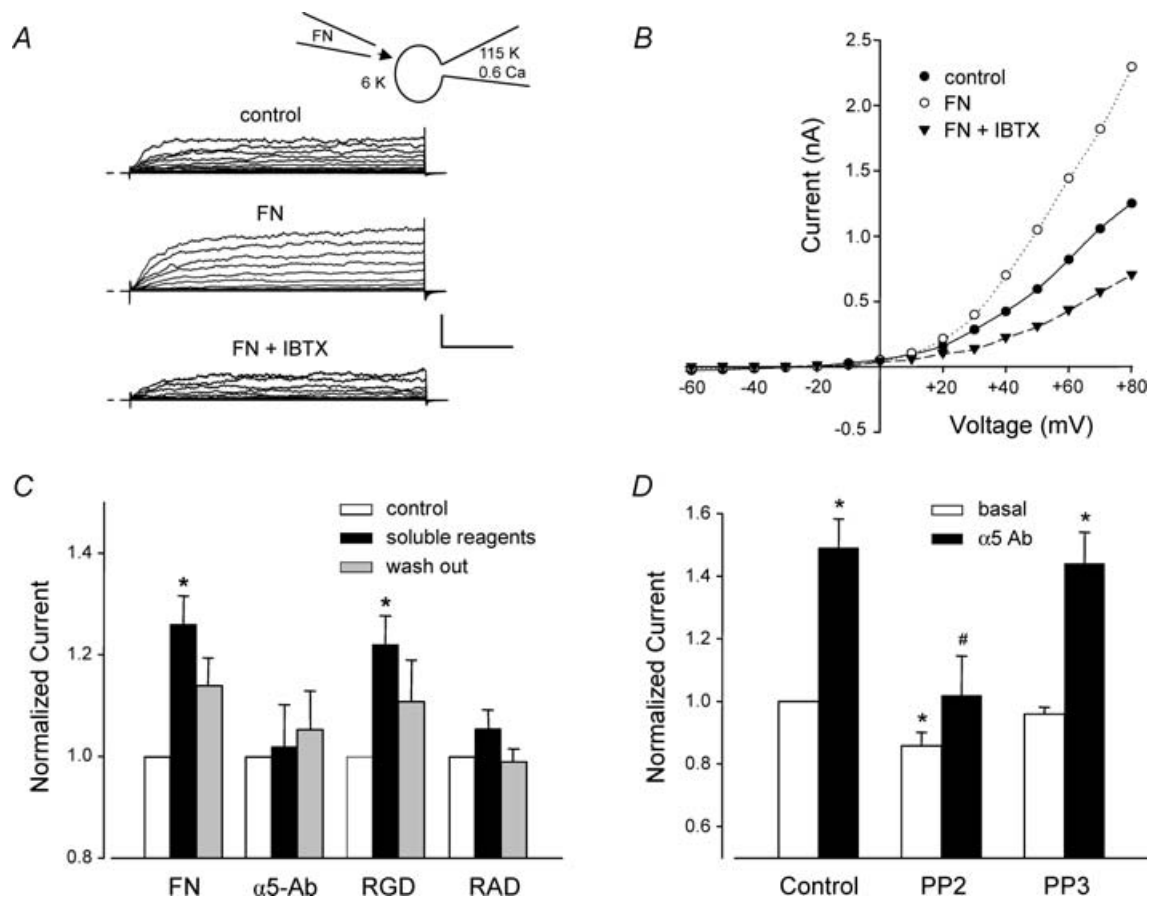 A
FN
6 K
115 K
0.6 Ca
control
FN
FN + IBTX
B
2.5
2.0
1.5
1.0
0.5
-0.5
Current (nA)
control
FN
FN + IBTX
-60 -40 -20 +20 +40 +60 +80
Voltage (mV)
C
control
soluble reagents
wash out
1.4
1.2
1.0
0.8
Normalized Current
* *
FN α5-Ab RGD RAD
D
basal
α5 Ab
1.6
1.4
1.2
1.0
0.8
0.6
Normalized Current
* * # *
Control PP2 PP3